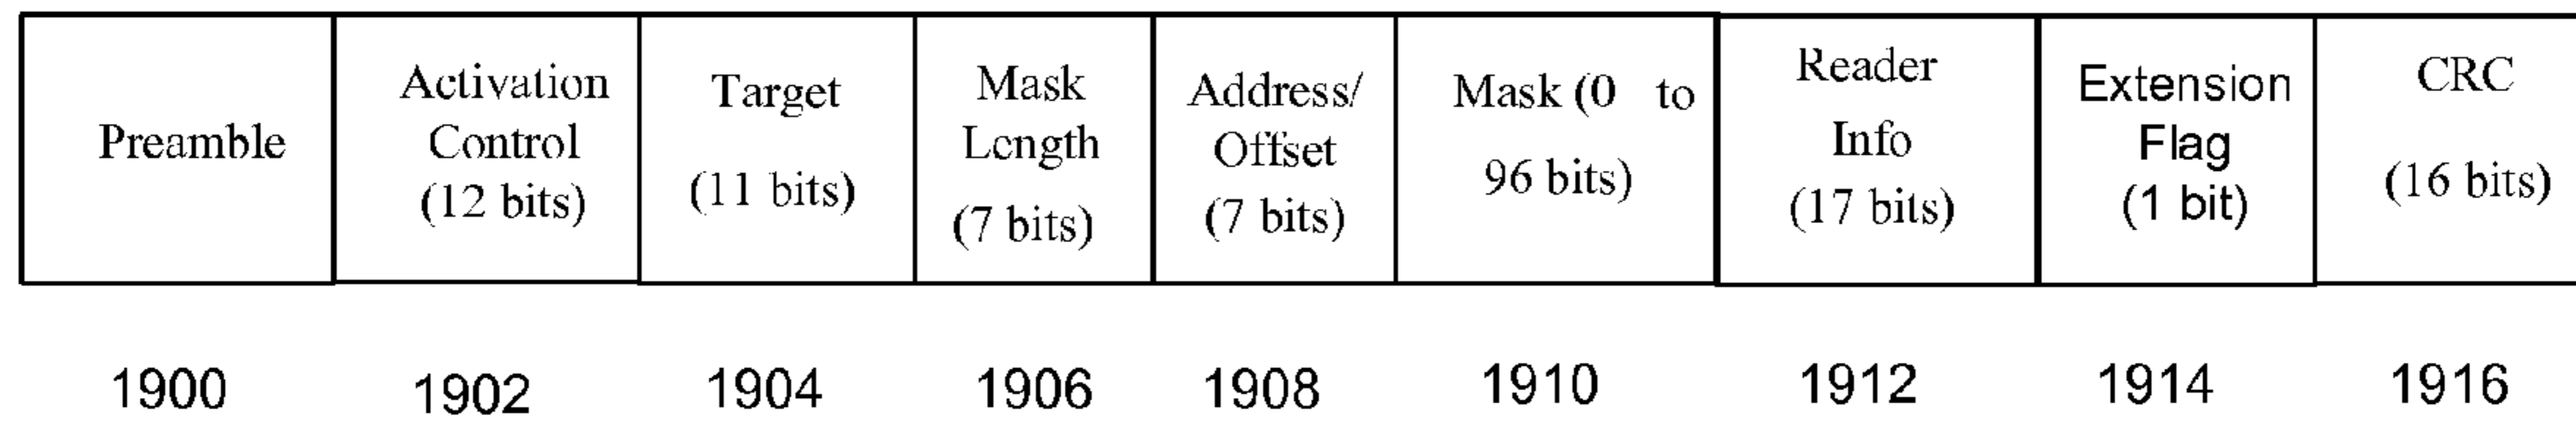 Preamble
Activation
Control
(12 bits)
Target
(11 bits)
Mask
Length
(7 bits)
Address/
Offset
(7 bits)
Mask (0 to
96 bits)
Reader
Info
(17 bits)
Extension
Flag
(1 bit)
CRC
(16 bits)
1900 1902 1904 1906 1908 1910 1912 1914 1916